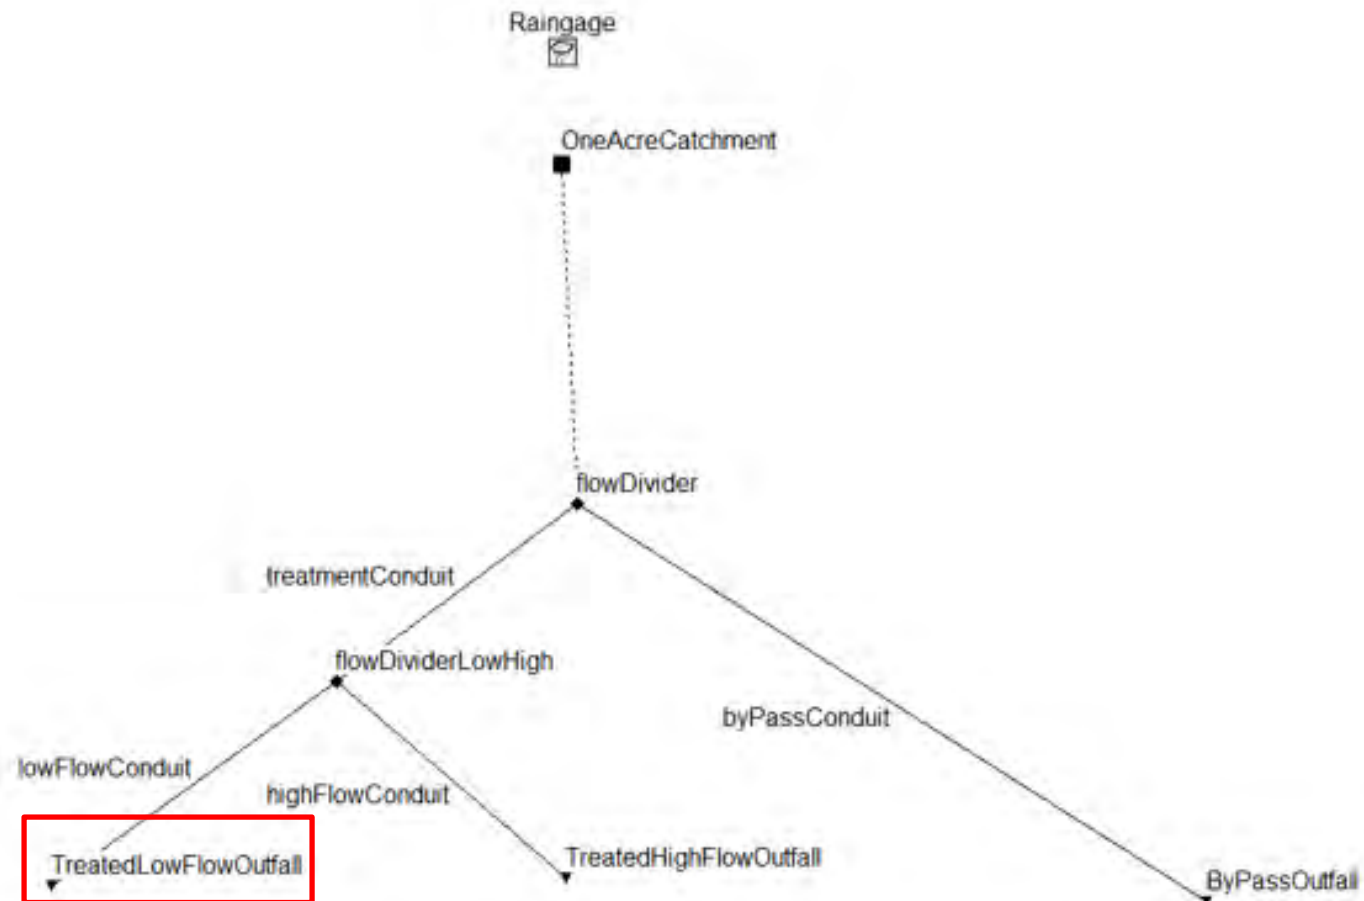 Raingage
OneAcreCatchment
flowDivider
treatmentConduit
flowDividerLowHigh
byPassConduit
lowFlowConduit
highFlowConduit
TreatedLowFlowOutfall
TreatedHighFlowOutfall
ByPassOutfall